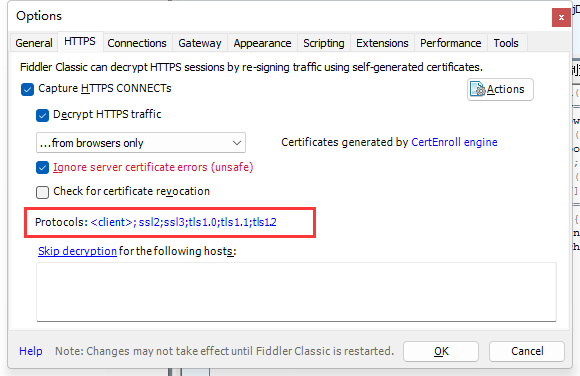 Options
x
General HTTPS Connections Gateway Appearance Scripting Extensions Performance Tools
Fiddler Classic can decrypt HTTPS sessions by re-signing traffic using self-generated certificates.
Capture HTTPS CONNECTs
Actions
Decrypt HTTPS traffic
...from browsers only
Certificates generated by CertEnroll engine
Ignore server certificate errors (unsafe)
Check for certificate revocation
Protocols: <client>; ssl2;ssl3;tls1.0;tls1.1;tls1.2
Skip decryption for the following hosts:
Help Note: Changes may not take effect until Fiddler Classic is restarted. OK Cancel